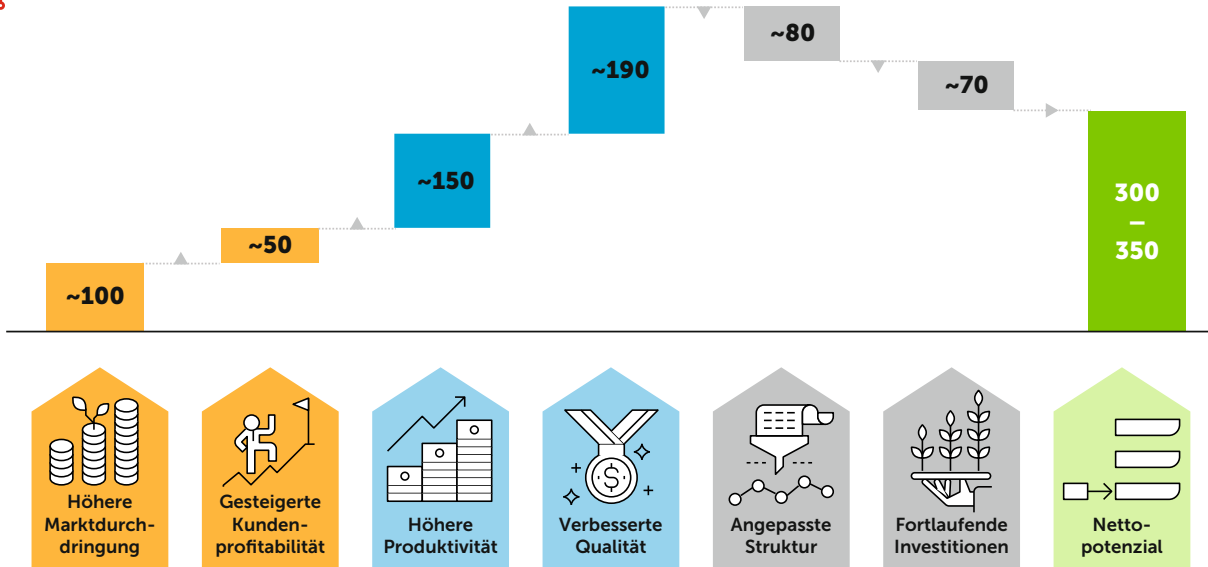 ~100
~50
~150
~190
~80
~70
300
–
350
Höhere
Marktdurch-
dringung
Gesteigerte
Kunden-
profitabilität
Höhere
Produktivität
Verbesserte
Qualität
Angepasste
Struktur
Fortlaufende
Investitionen
Netto-
potenzial